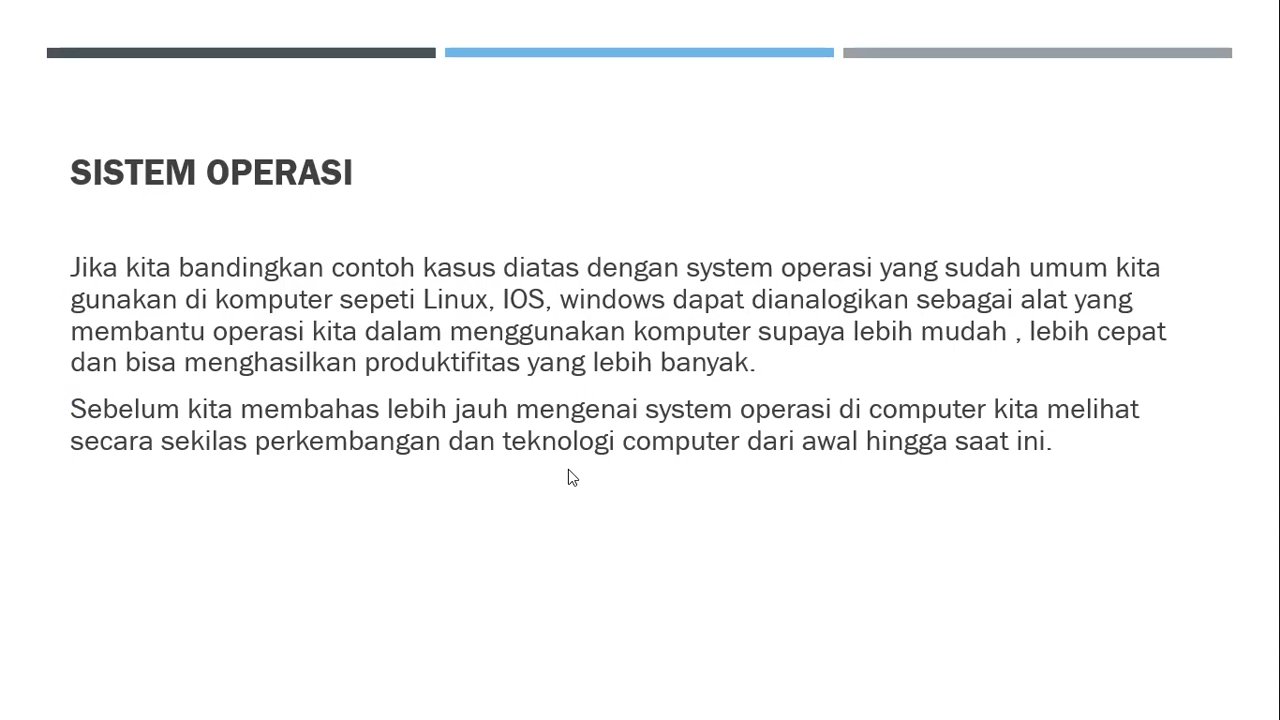 SISTEM OPERASI
Jika kita bandingkan contoh kasus diatas dengan system operasi yang sudah umum kita
gunakan di komputer sepeti Linux, IOS, windows dapat dianalogikan sebagai alat yang
membantu operasi kita dalam menggunakan komputer supaya lebih mudah , lebih cepat
dan bisa menghasilkan produktifitas yang lebih banyak.
Sebelum kita membahas lebih jauh mengenai system operasi di computer kita melihat
secara sekilas perkembangan dan teknologi computer dari awal hingga saat ini.